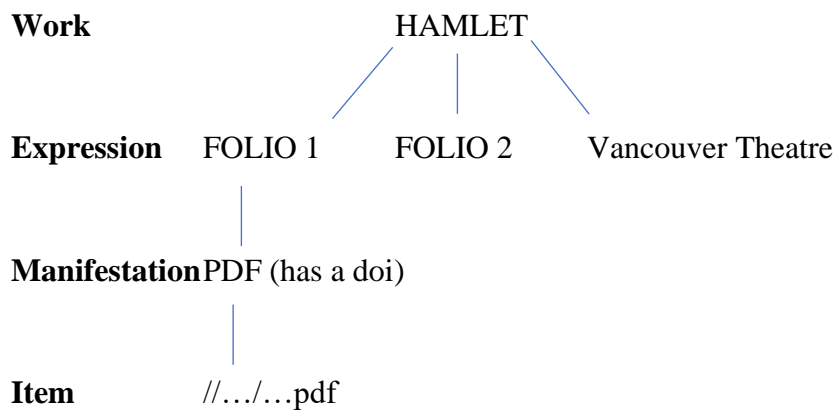 Work HAMLET
Expression FOLIO 1 FOLIO 2 Vancouver Theatre
Manifestation PDF (has a doi)
Item //…/…pdf